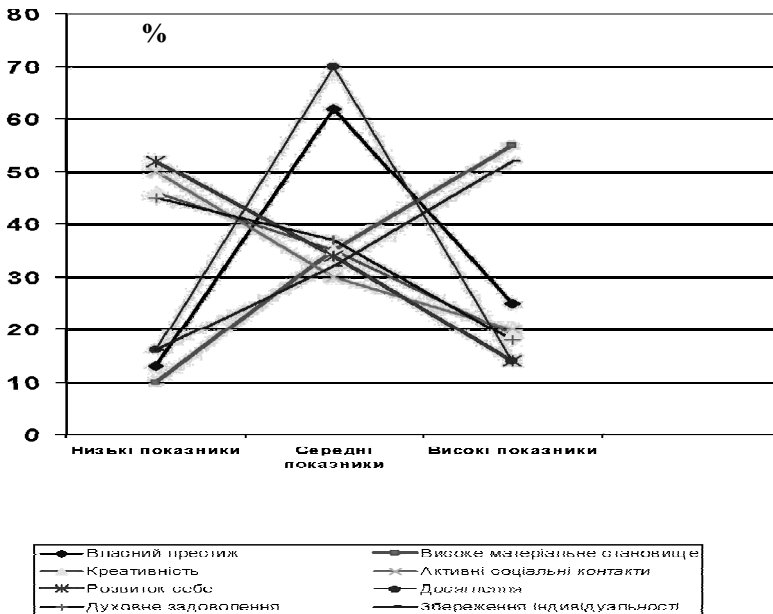 80
%
70
60
50
40
30
20
10
0
Низькі показники
Середні показники
Високі показники
Власний престиж
Високе матеріальне становище
Креативність
Активні соціальні контакти
Розвиток себе
Досягнення
Духовне задоволення
Збереження індивідуальності